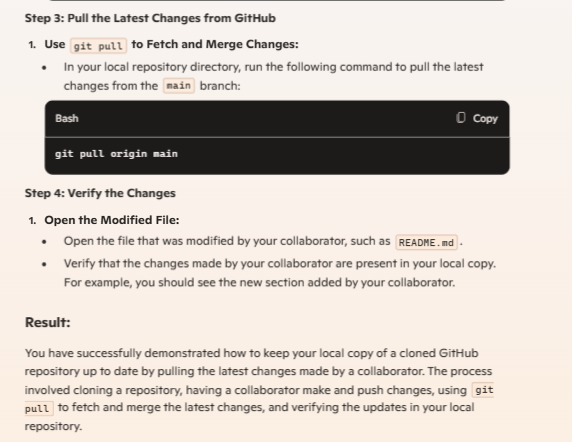 Step 3: Pull the Latest Changes from GitHub
1. Use git pull to Fetch and Merge Changes:
• In your local repository directory, run the following command to pull the latest
changes from the main branch:
Bash
Copy
git pull origin main
Step 4: Verify the Changes
1. Open the Modified File:
• Open the file that was modified by your collaborator, such as README.md.
• Verify that the changes made by your collaborator are present in your local copy.
For example, you should see the new section added by your collaborator.
Result:
You have successfully demonstrated how to keep your local copy of a cloned GitHub
repository up to date by pulling the latest changes made by a collaborator. The process
involved cloning a repository, having a collaborator make and push changes, using git
pull to fetch and merge the latest changes, and verifying the updates in your local
repository.